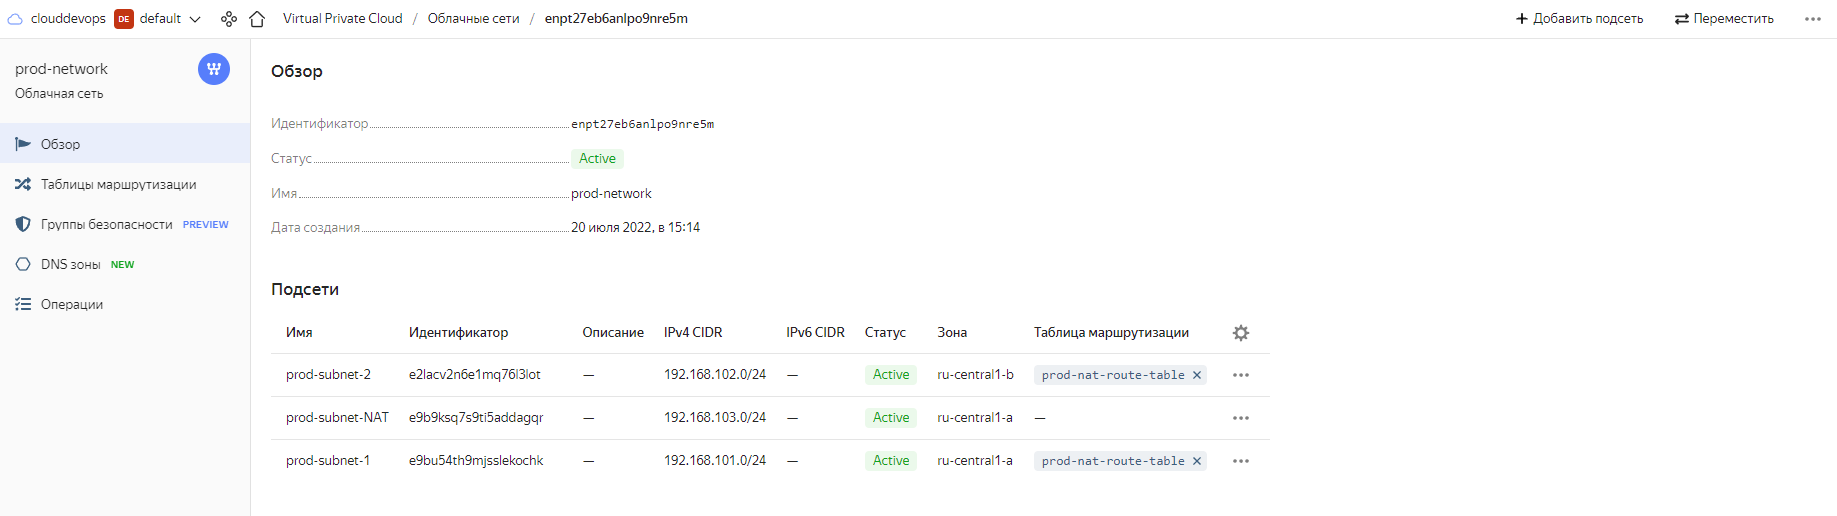 clouddevops DE default Virtual Private Cloud / Облачные сети / enpt27eb6anlpo9nre5m + Добавить подсеть Переместить
prod-network
Облачная сеть
Обзор
Таблицы маршрутизации
Группы безопасности PREVIEW
DNS зоны NEW
Операции
Обзор
Идентификатор enpt27eb6anlpo9nre5m
Статус Active
Имя prod-network
Дата создания 20 июля 2022, в 15:14
Подсети
Имя Идентификатор Описание IPv4 CIDR IPv6 CIDR Статус Зона Таблица маршрутизации
prod-subnet-2 e2lacv2n6e1mq76l3lot — 192.168.102.0/24 — Active ru-central1-b prod-nat-route-table ×
prod-subnet-NAT e9b9ksq7s9ti5addagqr — 192.168.103.0/24 — Active ru-central1-a —
prod-subnet-1 e9bu54th9mjsslekochk — 192.168.101.0/24 — Active ru-central1-a prod-nat-route-table ×